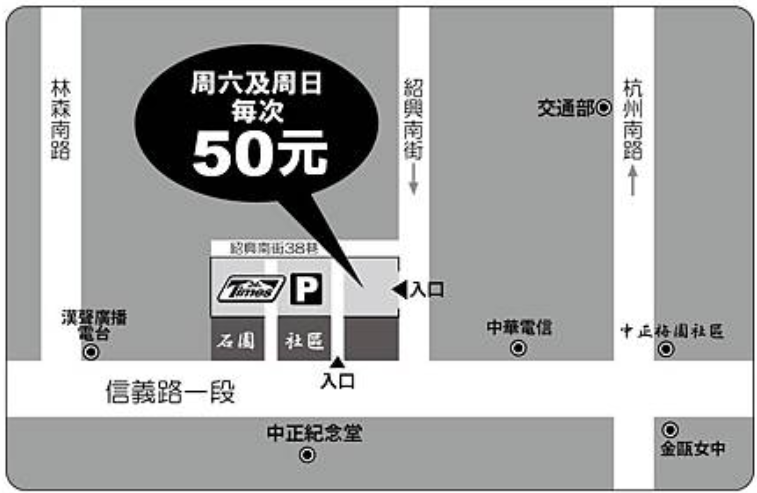 周六及周日
每次
50元
林森南路
紹興南街
交通部
杭州南路
紹興南街38巷
Times
P
入口
漢聲廣播
電台
石園
社區
入口
中華電信
中正梅園社區
信義路一段
中正紀念堂
金甌女中